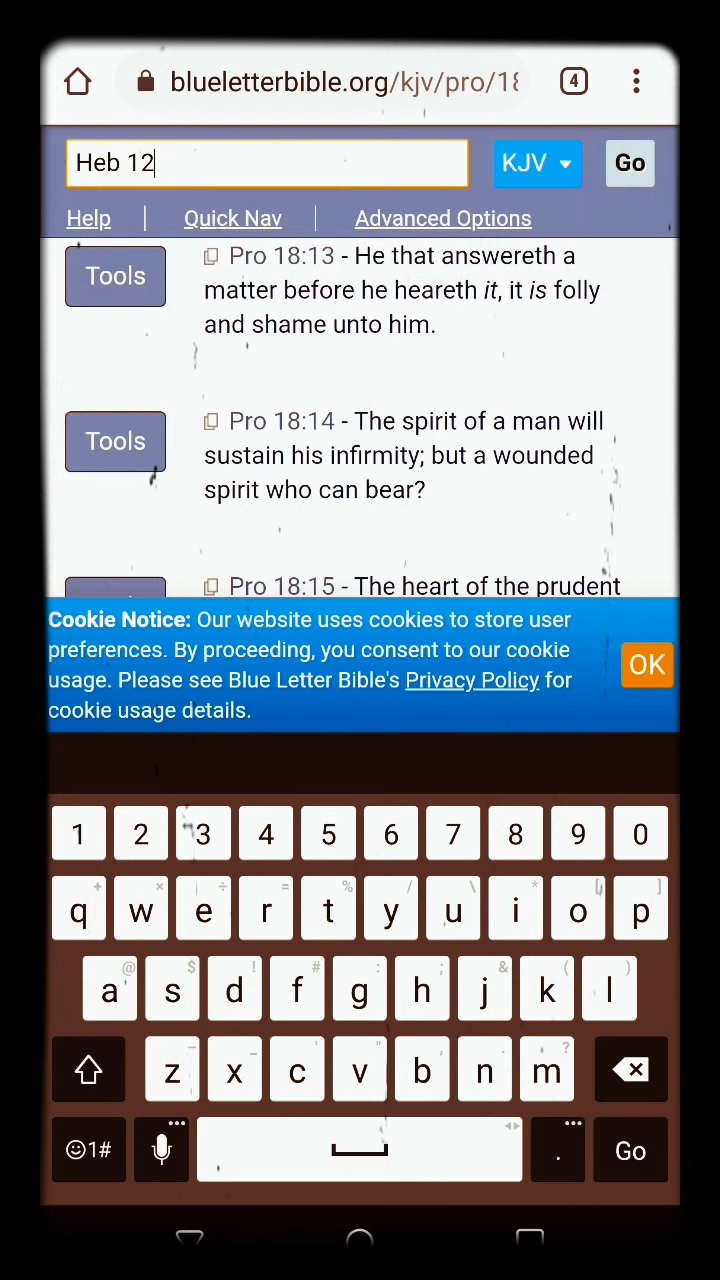 blueletterbible.org/kjv/pro/18
4
Heb 12
KJV
Go
Help
Quick Nav
Advanced Options
Tools
Pro 18:13 - He that answereth a
matter before he heareth it, it is folly
and shame unto him.
Tools
Pro 18:14 - The spirit of a man will
sustain his infirmity; but a wounded
spirit who can bear?
Pro 18:15 - The heart of the prudent
Cookie Notice: Our website uses cookies to store user
preferences. By proceeding, you consent to our cookie
usage. Please see Blue Letter Bible's Privacy Policy for
cookie usage details.
OK
1 2 3 4 5 6 7 8 9 0
+ × ÷ = % / \ * [ ]
q w e r t y u i o p
@ $ ! # : ; & ( )
a s d f g h j k l
- _ ' " , . ?
z x c v b n m
1#
.
Go